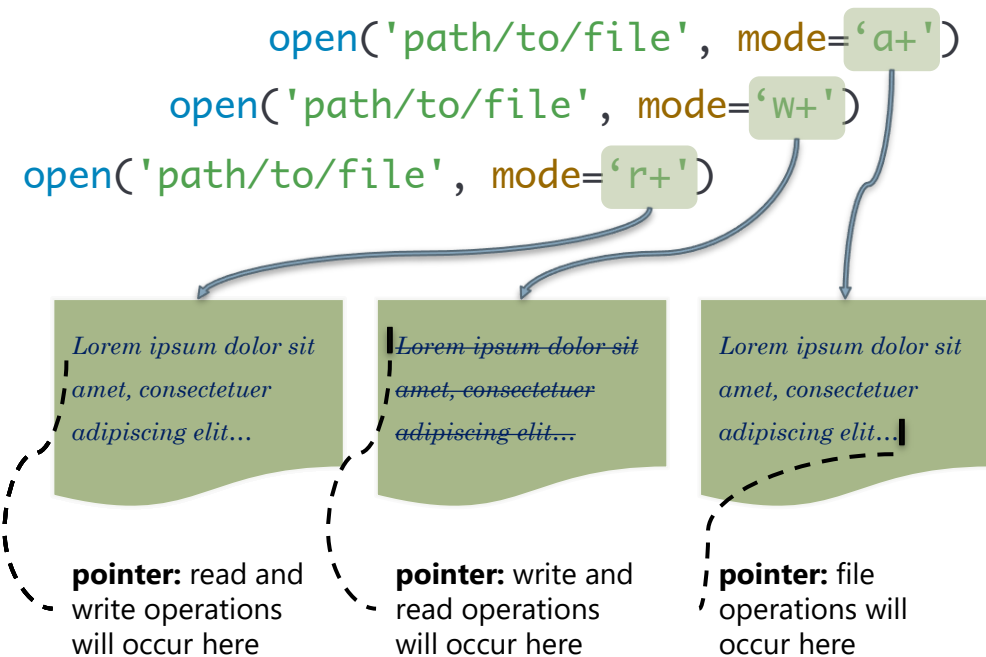 open('path/to/file', mode=‘a+')
open('path/to/file', mode=‘w+')
open('path/to/file', mode=‘r+')
Lorem ipsum dolor sit
amet, consectetuer
adipiscing elit…
Lorem ipsum dolor sit
amet, consectetuer
adipiscing elit…
Lorem ipsum dolor sit
amet, consectetuer
adipiscing elit…
pointer: read and
write operations
will occur here
pointer: write and
read operations
will occur here
pointer: file
operations will
occur here